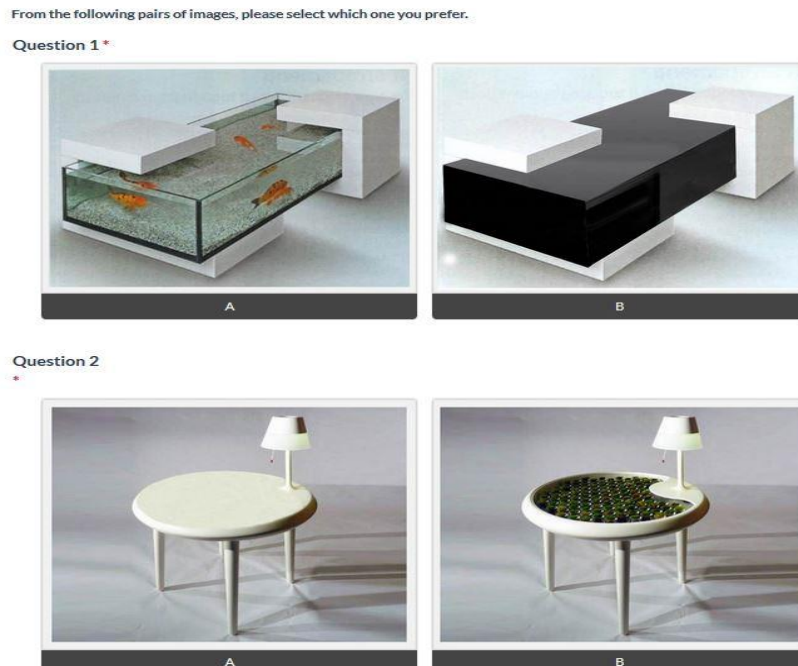 From the following pairs of images, please select which one you prefer.
Question 1 *
A
B
Question 2
*
A
B